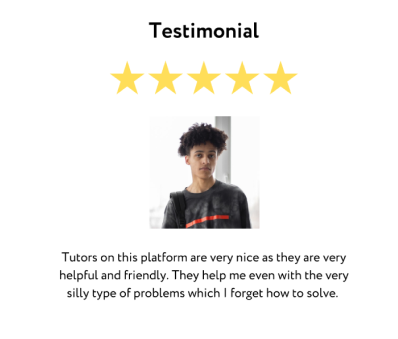 Testimonial
Tutors on this platform are very nice as they are very
helpful and friendly. They help me even with the very
silly type of problems which I forget how to solve.